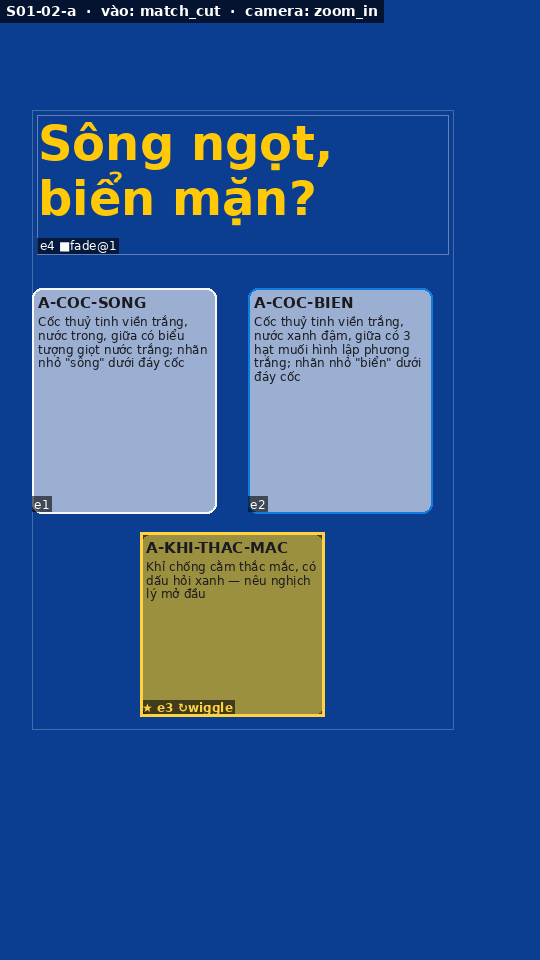 S01-02-a · vào: match_cut · camera: zoom_in
Sông ngọt,
biển mặn?
e4 ■fade@1
A-COC-SONG
Cốc thuỷ tinh viền trắng,
nước trong, giữa có biểu
tượng giọt nước trắng; nhãn
nhỏ "sông" dưới đáy cốc
e1
A-COC-BIEN
Cốc thuỷ tinh viền trắng,
nước xanh đậm, giữa có 3
hạt muối hình lập phương
trắng; nhãn nhỏ "biển" dưới
đáy cốc
e2
A-KHI-THAC-MAC
Khỉ chống cằm thắc mắc, có
dấu hỏi xanh — nêu nghịch
lý mở đầu
★ e3 ↻wiggle